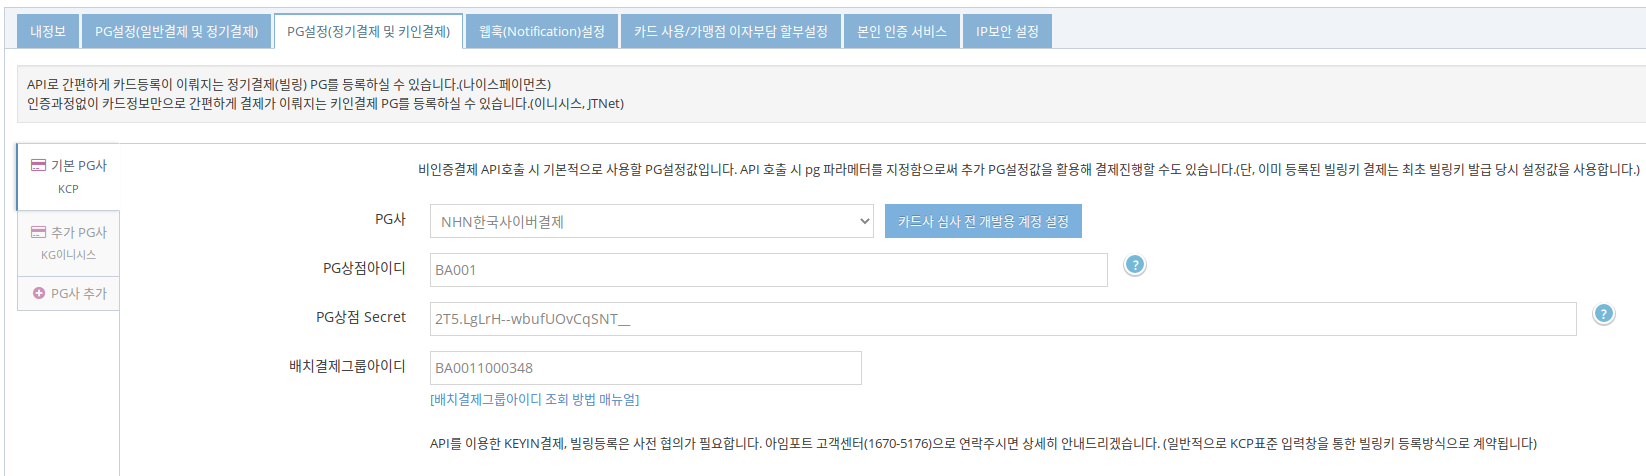 내정보
PG설정(일반결제 및 정기결제)
PG설정(정기결제 및 키인결제)
웹훅(Notification)설정
카드 사용/가맹점 이자부담 할부설정
본인 인증 서비스
IP보안 설정
API로 간편하게 카드등록이 이뤄지는 정기결제(빌링) PG를 등록하실 수 있습니다.(나이스페이먼츠)
인증과정없이 카드정보만으로 간편하게 결제가 이뤄지는 키인결제 PG를 등록하실 수 있습니다.(이니시스, JTNet)
기본 PG사
KCP
추가 PG사
KG이니시스
PG사 추가
비인증결제 API호출 시 기본적으로 사용할 PG설정값입니다. API 호출 시 pg 파라메터를 지정함으로써 추가 PG설정값을 활용해 결제진행할 수도 있습니다.(단, 이미 등록된 빌링키 결제는 최초 빌링키 발급 당시 설정값을 사용합니다.)
PG사
NHN한국사이버결제
카드사 심사 전 개발용 계정 설정
PG상점아이디
BA001
?
PG상점 Secret
2T5.LgLrH--wbufUOvCqSNT__
?
배치결제그룹아이디
BA0011000348
[배치결제그룹아이디 조회 방법 매뉴얼]
API를 이용한 KEYIN결제, 빌링등록은 사전 협의가 필요합니다. 아임포트 고객센터(1670-5176)으로 연락주시면 상세히 안내드리겠습니다. (일반적으로 KCP표준 입력창을 통한 빌링키 등록방식으로 계약됩니다)